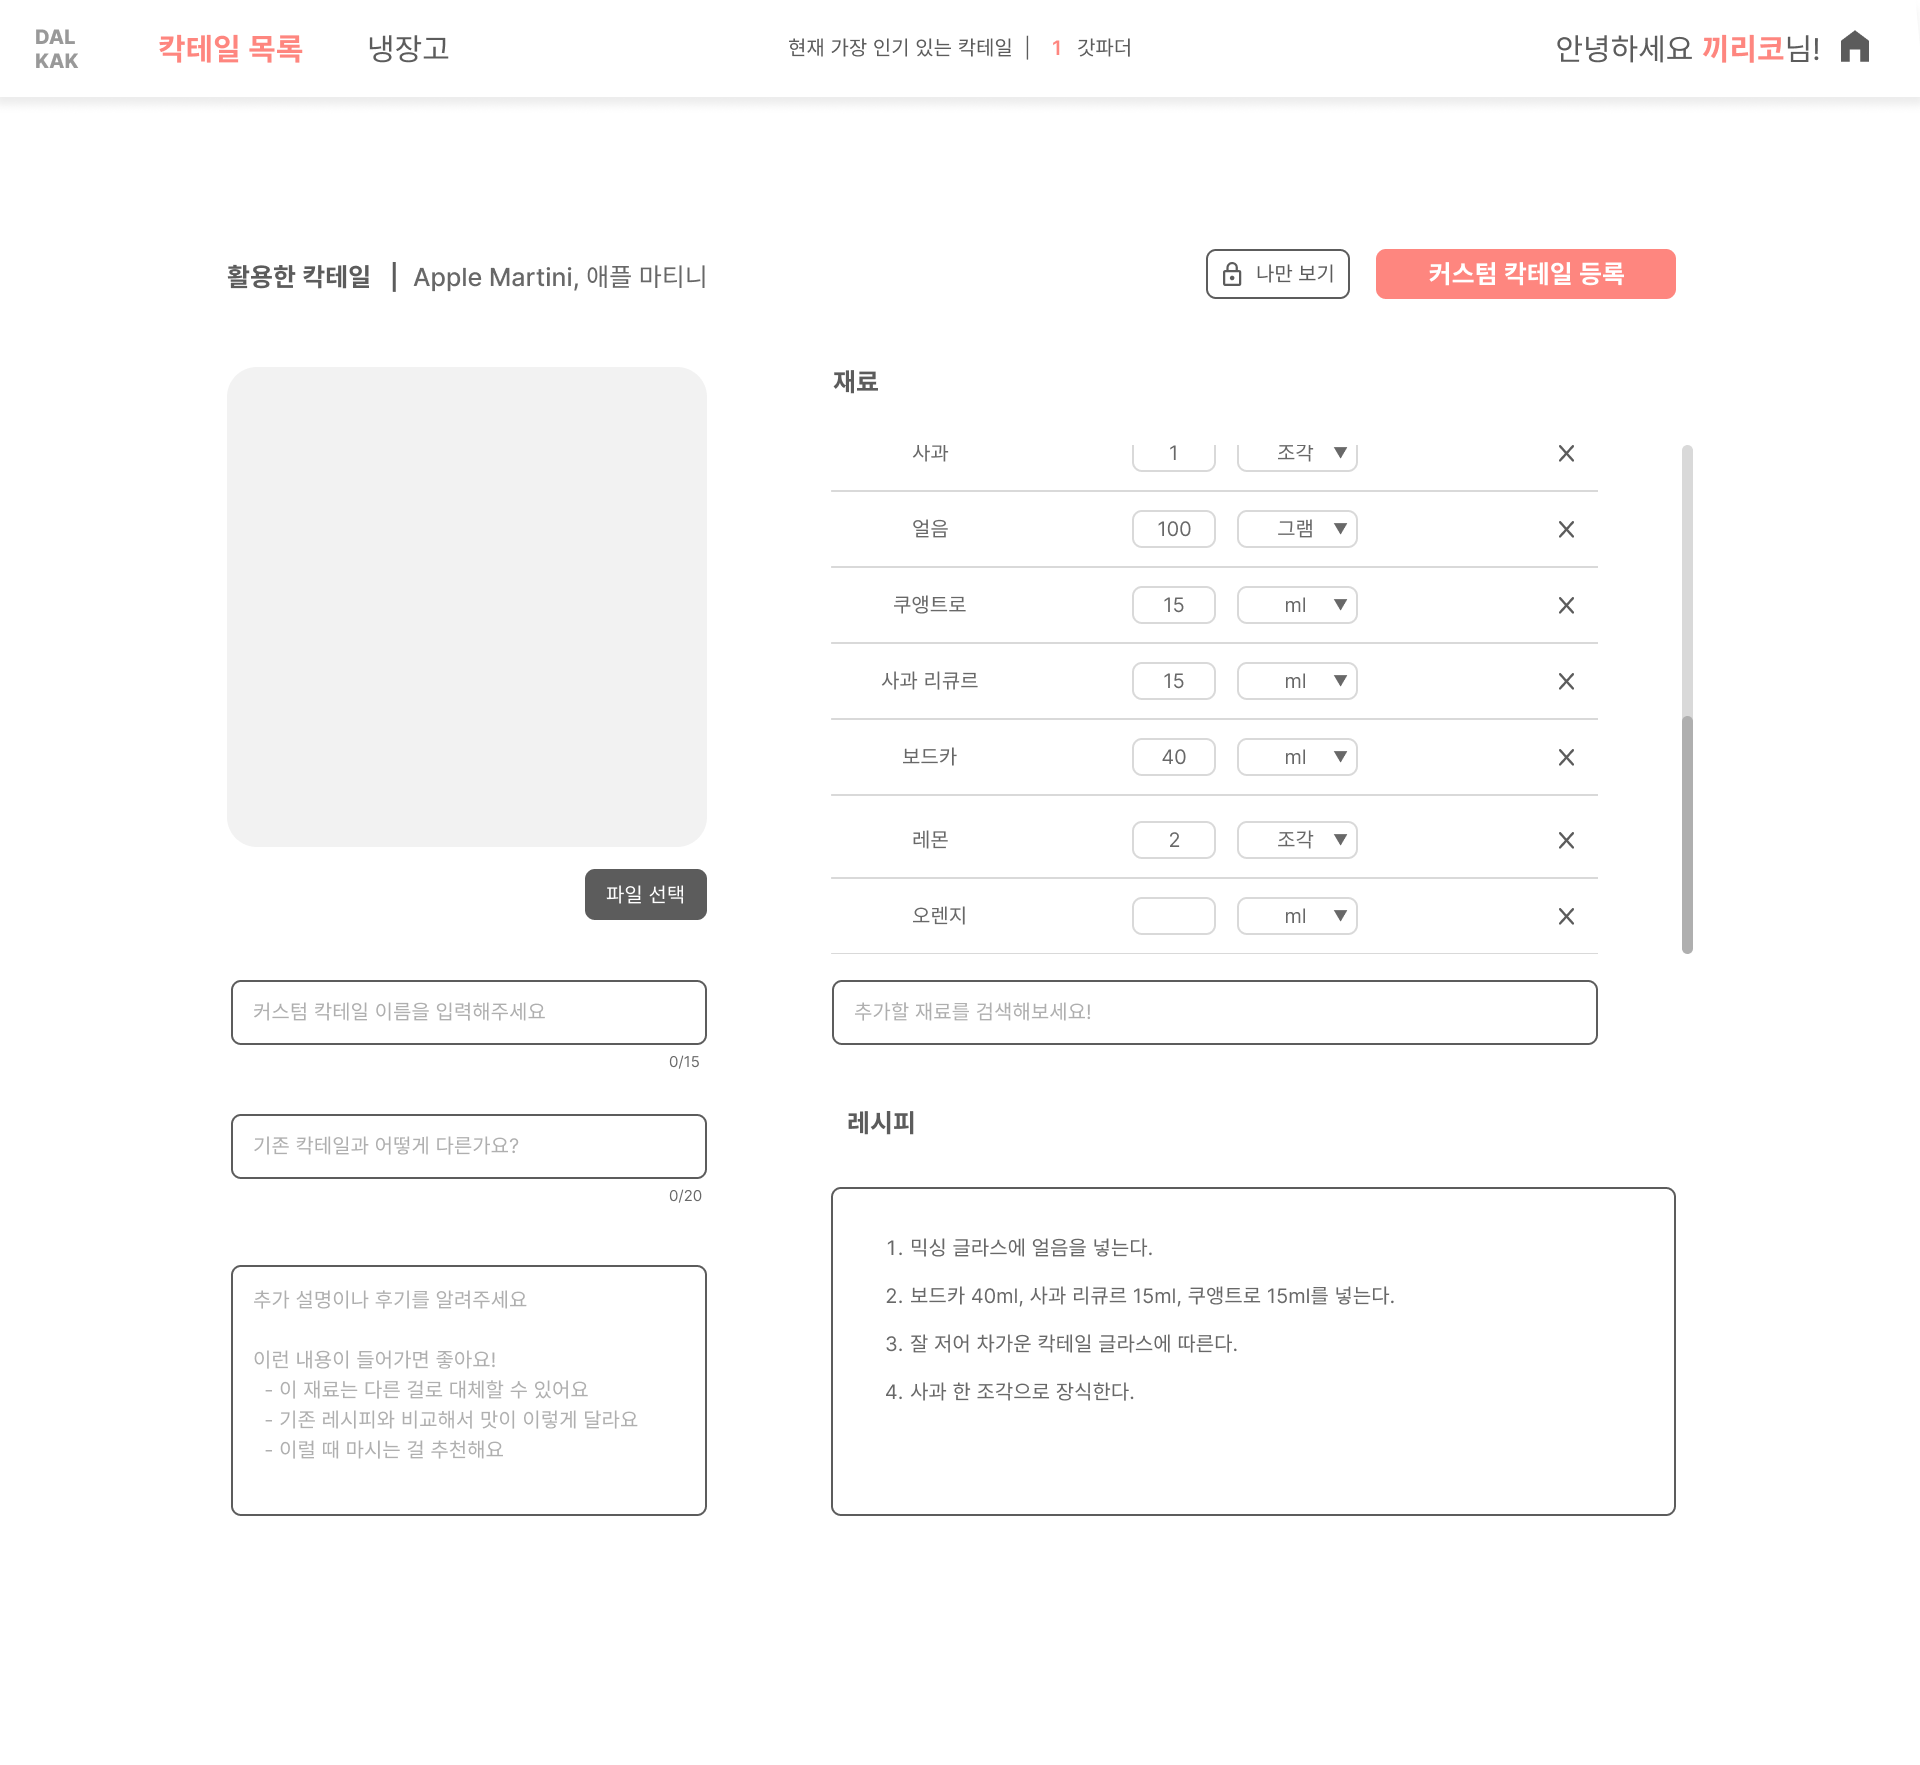 DAL
KAK
칵테일 목록
냉장고
현재 가장 인기 있는 칵테일 | 1 갓파더
안녕하세요 끼리코님!
활용한 칵테일 | Apple Martini, 애플 마티니
나만 보기
커스텀 칵테일 등록
파일 선택
커스텀 칵테일 이름을 입력해주세요
0/15
기존 칵테일과 어떻게 다른가요?
0/20
추가 설명이나 후기를 알려주세요
이런 내용이 들어가면 좋아요!
- 이 재료는 다른 걸로 대체할 수 있어요
- 기존 레시피와 비교해서 맛이 이렇게 달라요
- 이럴 때 마시는 걸 추천해요
재료
사과 1 조각 ▼
얼음 100 그램 ▼
쿠앵트로 15 ml ▼
사과 리큐르 15 ml ▼
보드카 40 ml ▼
레몬 2 조각 ▼
오렌지 ml ▼
추가할 재료를 검색해보세요!
레시피
1. 믹싱 글라스에 얼음을 넣는다.
2. 보드카 40ml, 사과 리큐르 15ml, 쿠앵트로 15ml를 넣는다.
3. 잘 저어 차가운 칵테일 글라스에 따른다.
4. 사과 한 조각으로 장식한다.